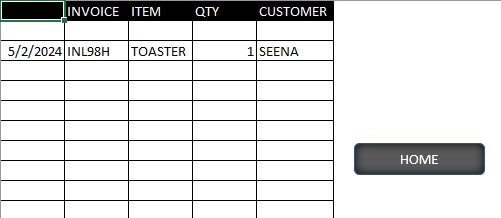 INVOICE ITEM QTY CUSTOMER
5/2/2024 INL98H TOASTER 1 SEENA
HOME